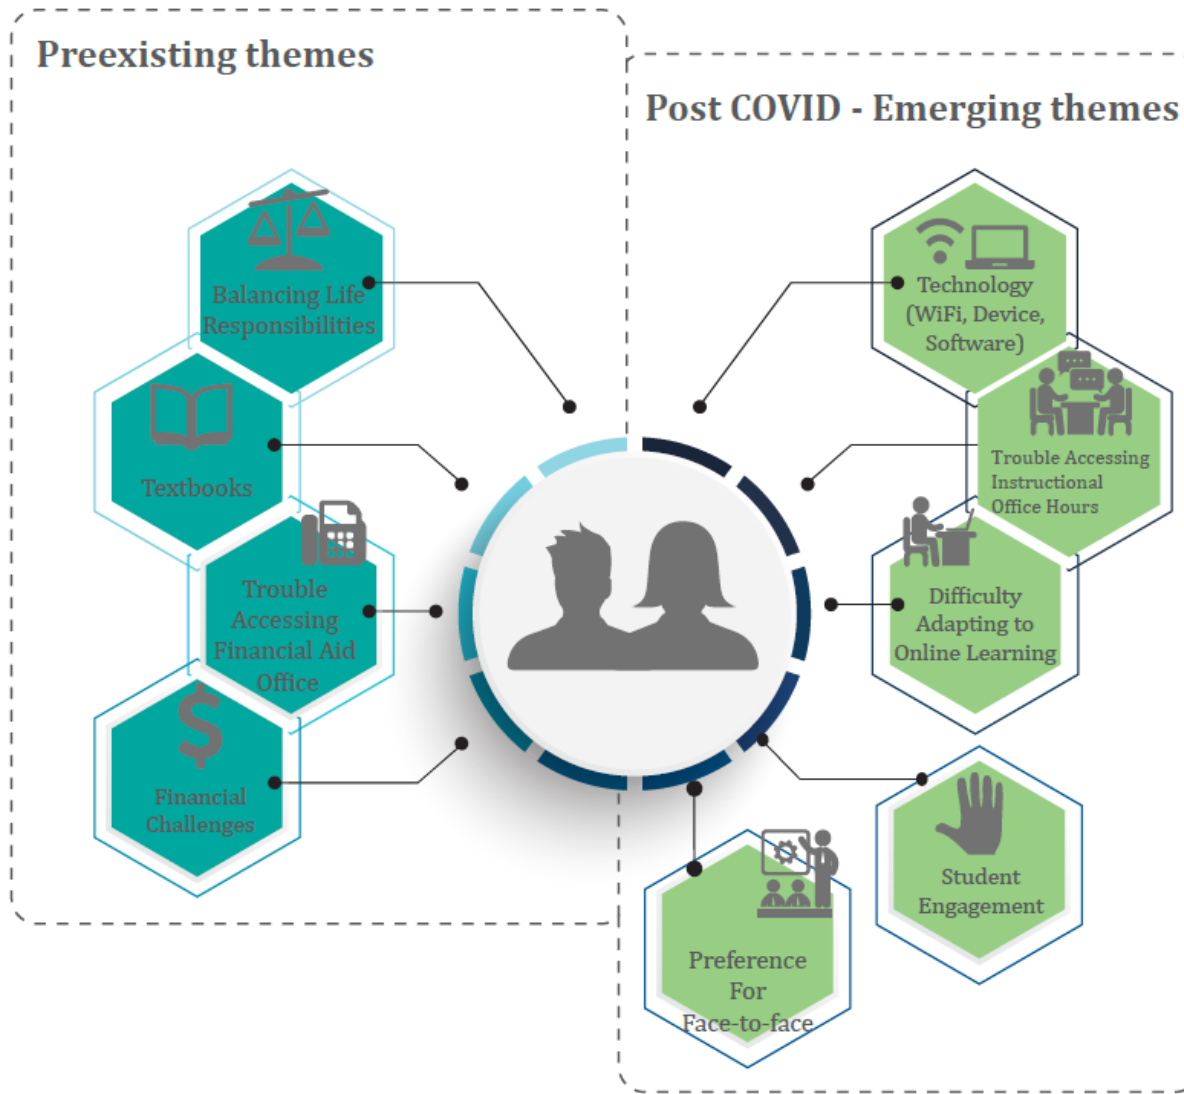 Preexisting themes
Balancing Life
Responsibilities
Textbooks
Trouble
Accessing
Financial Aid
Office
Financial
Challenges
Post COVID - Emerging themes
Technology
(WiFi, Device,
Software)
Trouble Accessing
Instructional
Office Hours
Difficulty
Adapting to
Online Learning
Student
Engagement
Preference
For
Face-to-face